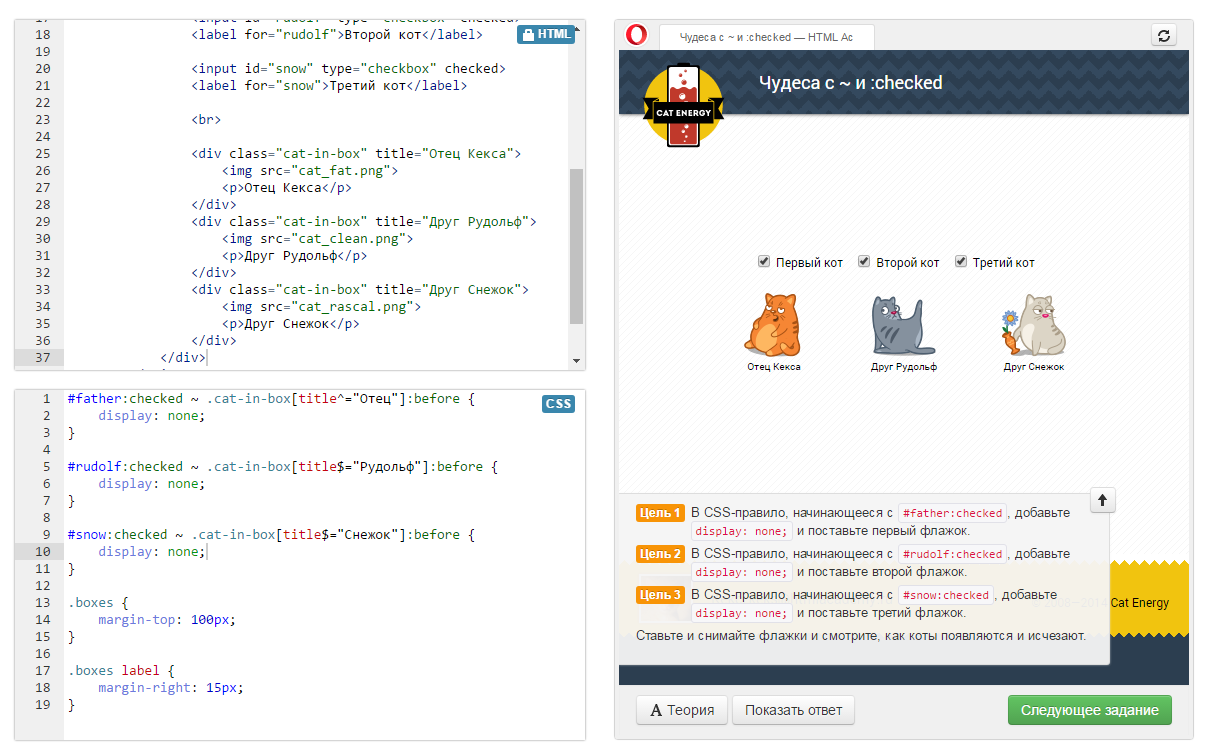 17 <input id="rudolf" type="checkbox" checked>
18 <label for="rudolf">Второй кот</label>
HTML
19
20 <input id="snow" type="checkbox" checked>
21 <label for="snow">Третий кот</label>
22
23 <br>
24
25 <div class="cat-in-box" title="Отец Кекса">
26 <img src="cat_fat.png">
27 <p>Отец Кекса</p>
28 </div>
29 <div class="cat-in-box" title="Друг Рудольф">
30 <img src="cat_clean.png">
31 <p>Друг Рудольф</p>
32 </div>
33 <div class="cat-in-box" title="Друг Снежок">
34 <img src="cat_rascal.png">
35 <p>Друг Снежок</p>
36 </div>
37 </div>
CSS
1 #father:checked ~ .cat-in-box[title^="Отец"]:before {
2 display: none;
3 }
4
5 #rudolf:checked ~ .cat-in-box[title$="Рудольф"]:before {
6 display: none;
7 }
8
9 #snow:checked ~ .cat-in-box[title$="Снежок"]:before {
10 display: none;
11 }
12
13 .boxes {
14 margin-top: 100px;
15 }
16
17 .boxes label {
18 margin-right: 15px;
19 }
Чудеса с ~ и :checked — HTML Ac
CAT ENERGY
Чудеса с ~ и :checked
Первый кот Второй кот Третий кот
Отец Кекса Друг Рудольф Друг Снежок
Цель 1 В CSS-правило, начинающееся с #father:checked, добавьте
display: none; и поставьте первый флажок.
Цель 2 В CSS-правило, начинающееся с #rudolf:checked, добавьте
display: none; и поставьте второй флажок.
Цель 3 В CSS-правило, начинающееся с #snow:checked, добавьте
display: none; и поставьте третий флажок.
Ставьте и снимайте флажки и смотрите, как коты появляются и исчезают.
Cat Energy
А Теория Показать ответ Следующее задание